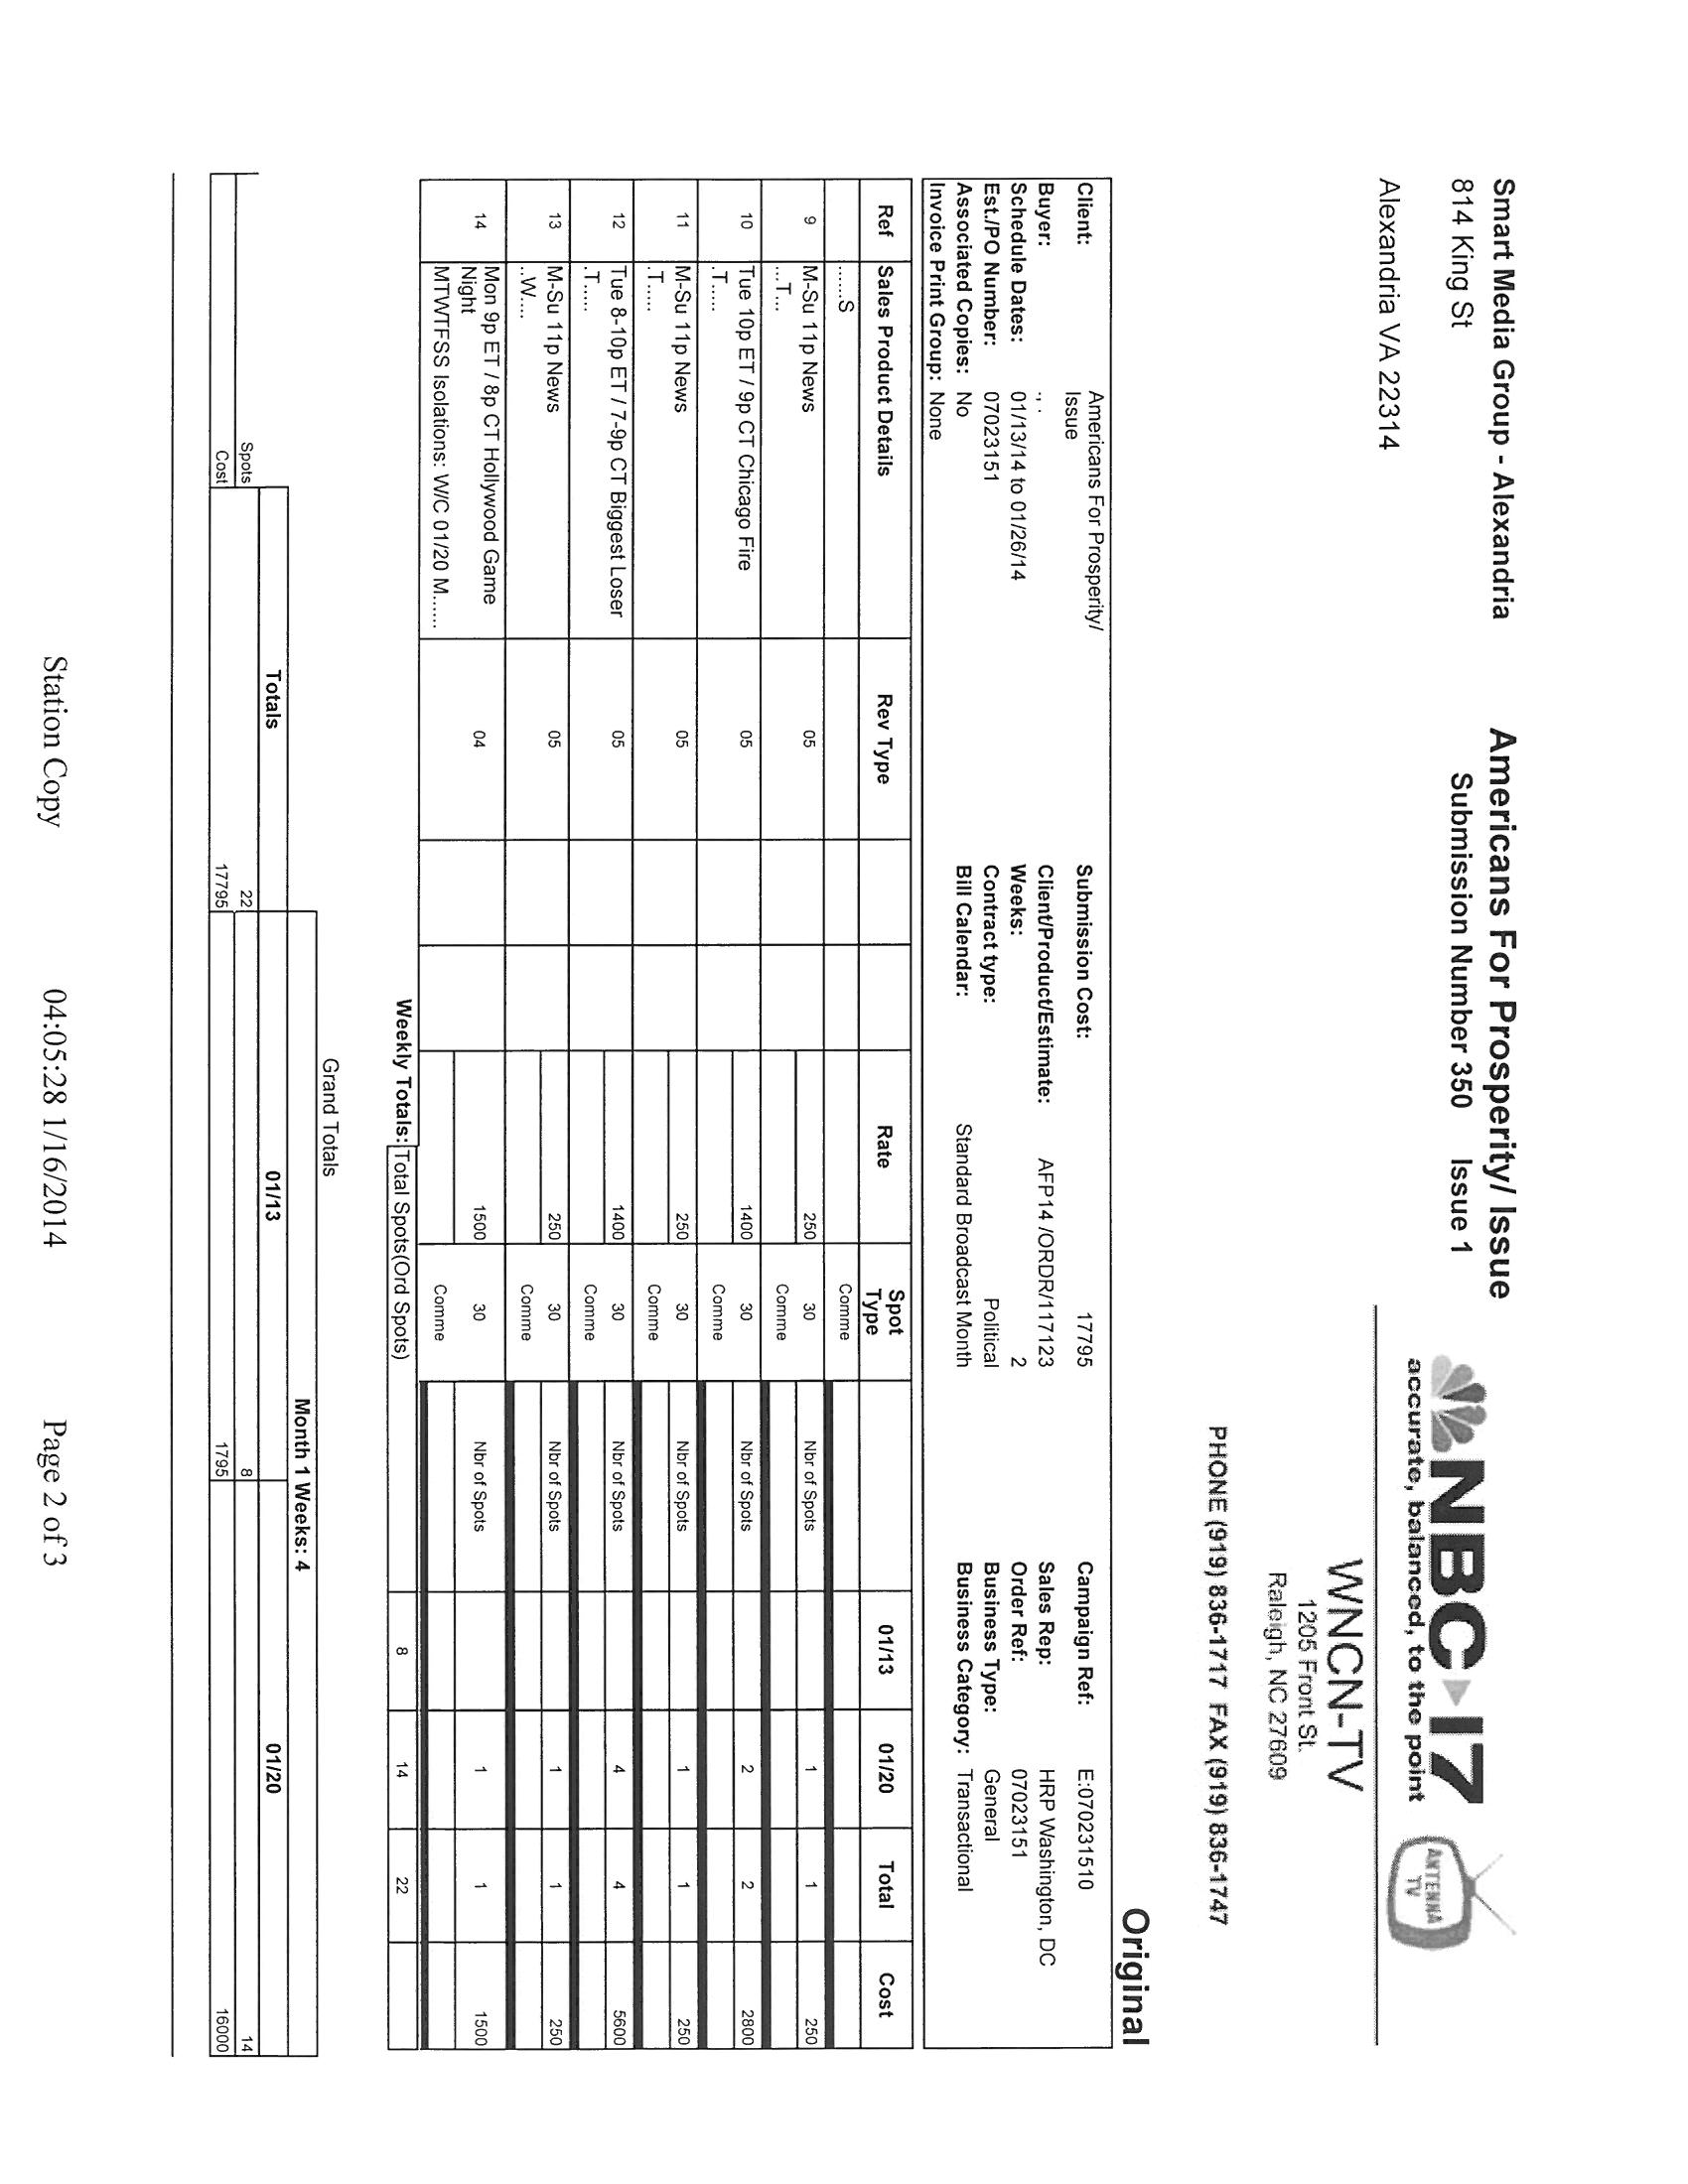 Smart Media Group - Alexandria
814 King St
Alexandria VA 22314
Americans For Prosperity/ Issue
Submission Number 350 Issue 1
NBC 17
accurate, balanced, to the point
ANTENNA TV
WNCN-TV
1205 Front St.
Raleigh, NC 27609
PHONE (919) 836-1717 FAX (919) 836-1747
Original
Client: Americans For Prosperity/ Issue Submission Cost: 17795 Campaign Ref: E:070231510
Buyer: ., . Client/Product/Estimate: AFP14 /ORDR/117123 Sales Rep: HRP Washington, DC
Schedule Dates: 01/13/14 to 01/26/14 Weeks: 2 Order Ref: 07023151
Est./PO Number: 07023151 Contract type: Political Business Type: General
Associated Copies: No Bill Calendar: Standard Broadcast Month Business Category: Transactional
Invoice Print Group: None
Ref Sales Product Details Rev Type Rate Spot Type 01/13 01/20 Total Cost
......S Comme
9 M-Su 11p News 05 250 30 Nbr of Spots 1 1 250
...T... Comme
10 Tue 10p ET / 9p CT Chicago Fire 05 1400 30 Nbr of Spots 2 2 2800
.T..... Comme
11 M-Su 11p News 05 250 30 Nbr of Spots 1 1 250
.T..... Comme
12 Tue 8-10p ET / 7-9p CT Biggest Loser 05 1400 30 Nbr of Spots 4 4 5600
.T..... Comme
13 M-Su 11p News 05 250 30 Nbr of Spots 1 1 250
..W.... Comme
14 Mon 9p ET / 8p CT Hollywood Game Night 04 1500 30 Nbr of Spots 1 1 1500
MTWTFSS Isolations: W/C 01/20 M...... Comme
Weekly Totals: Total Spots(Ord Spots) 8 14 22
Grand Totals
Month 1 Weeks: 4
Totals 01/13 01/20
Spots 22 8 14
Cost 17795 1795 16000
Station Copy 04:05:28 1/16/2014 Page 2 of 3